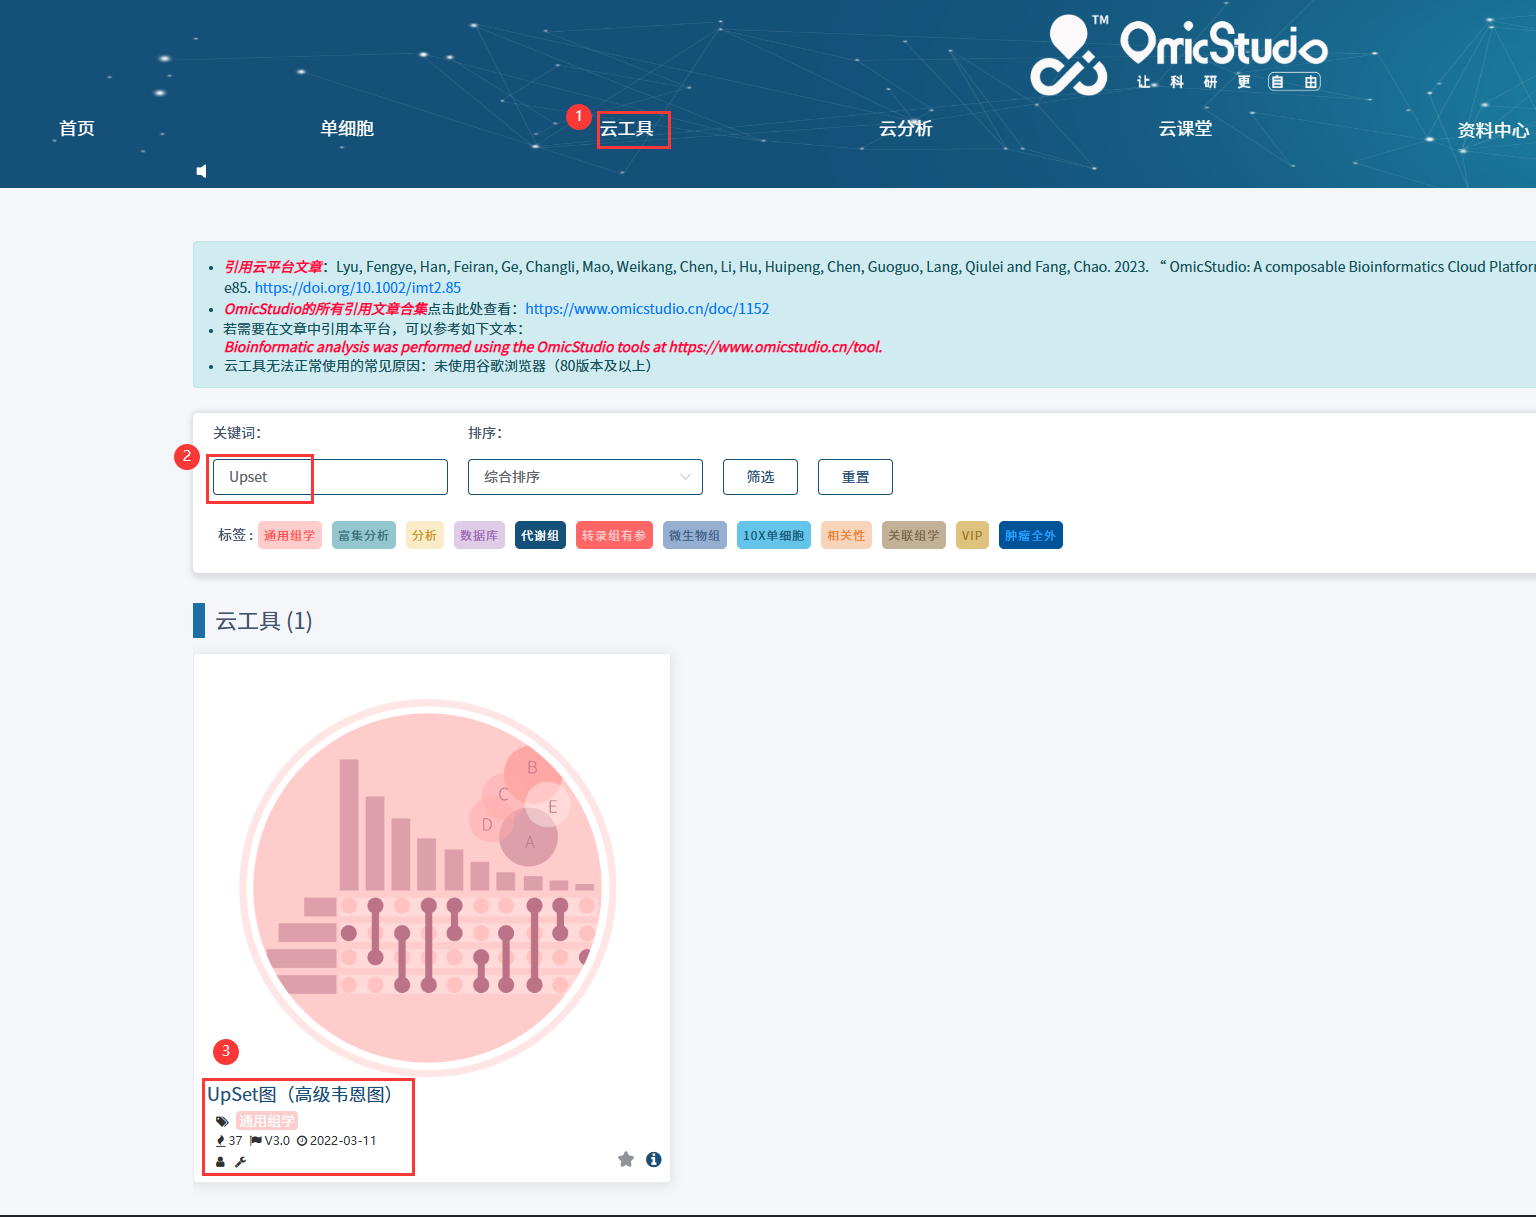 TM
OmicStudio
让科研更自由
首页 单细胞 1 云工具 云分析 云课堂 资料中心
引用云平台文章：Lyu, Fengye, Han, Feiran, Ge, Changli, Mao, Weikang, Chen, Li, Hu, Huipeng, Chen, Guoguo, Lang, Qiulei and Fang, Chao. 2023. “ OmicStudio: A composable Bioinformatics Cloud Platfor
e85. https://doi.org/10.1002/imt2.85
OmicStudio的所有引用文章合集点击此处查看：https://www.omicstudio.cn/doc/1152
若需要在文章中引用本平台，可以参考如下文本：
Bioinformatic analysis was performed using the OmicStudio tools at https://www.omicstudio.cn/tool.
云工具无法正常使用的常见原因：未使用谷歌浏览器（80版本及以上）
关键词： 排序：
2 Upset 综合排序 筛选 重置
标签 : 通用组学 富集分析 分析 数据库 代谢组 转录组有参 微生物组 10X单细胞 相关性 关联组学 VIP 肿瘤全外
云工具 (1)
B
C
E
D
A
3
UpSet图（高级韦恩图）
通用组学
37 V3.0 2022-03-11